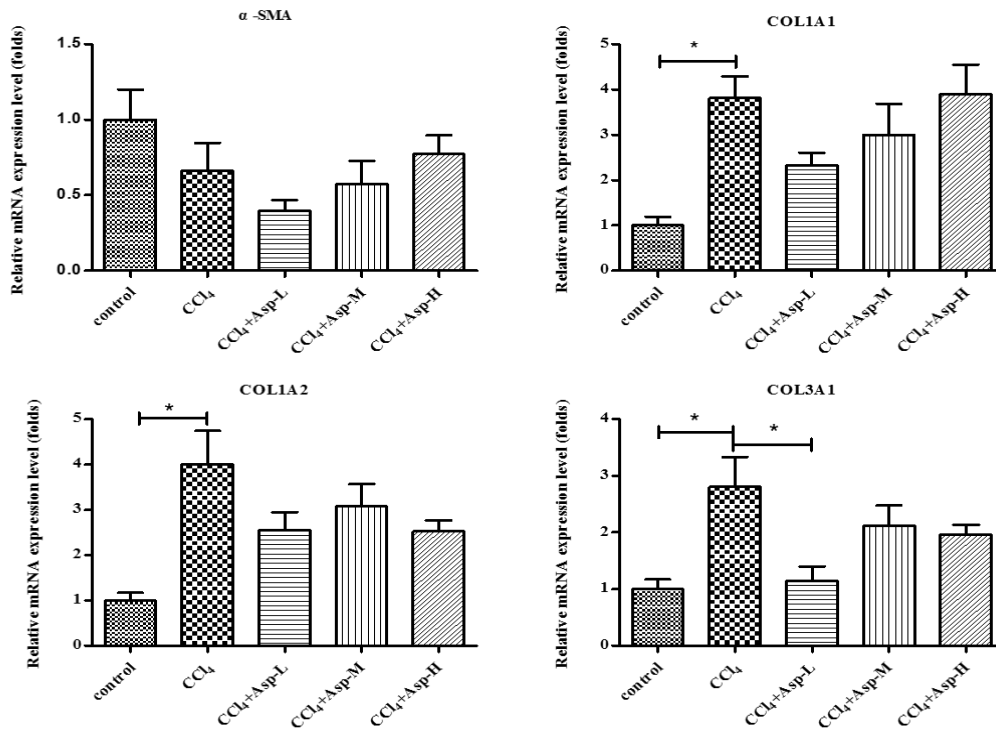 α -SMA
Relative mRNA expression level (folds)
1.5
1.0
0.5
0.0
control
CCl₄
CCl₄+Asp-L
CCl₄+Asp-M
CCl₄+Asp-H
COL1A1
Relative mRNA expression level (folds)
5
4
3
2
1
0
*
control
CCl₄
CCl₄+Asp-L
CCl₄+Asp-M
CCl₄+Asp-H
COL1A2
Relative mRNA expression level (folds)
5
4
3
2
1
0
*
control
CCl₄
CCl₄+Asp-L
CCl₄+Asp-M
CCl₄+Asp-H
COL3A1
Relative mRNA expression level (folds)
4
3
2
1
0
*
*
control
CCl₄
CCl₄+Asp-L
CCl₄+Asp-M
CCl₄+Asp-H